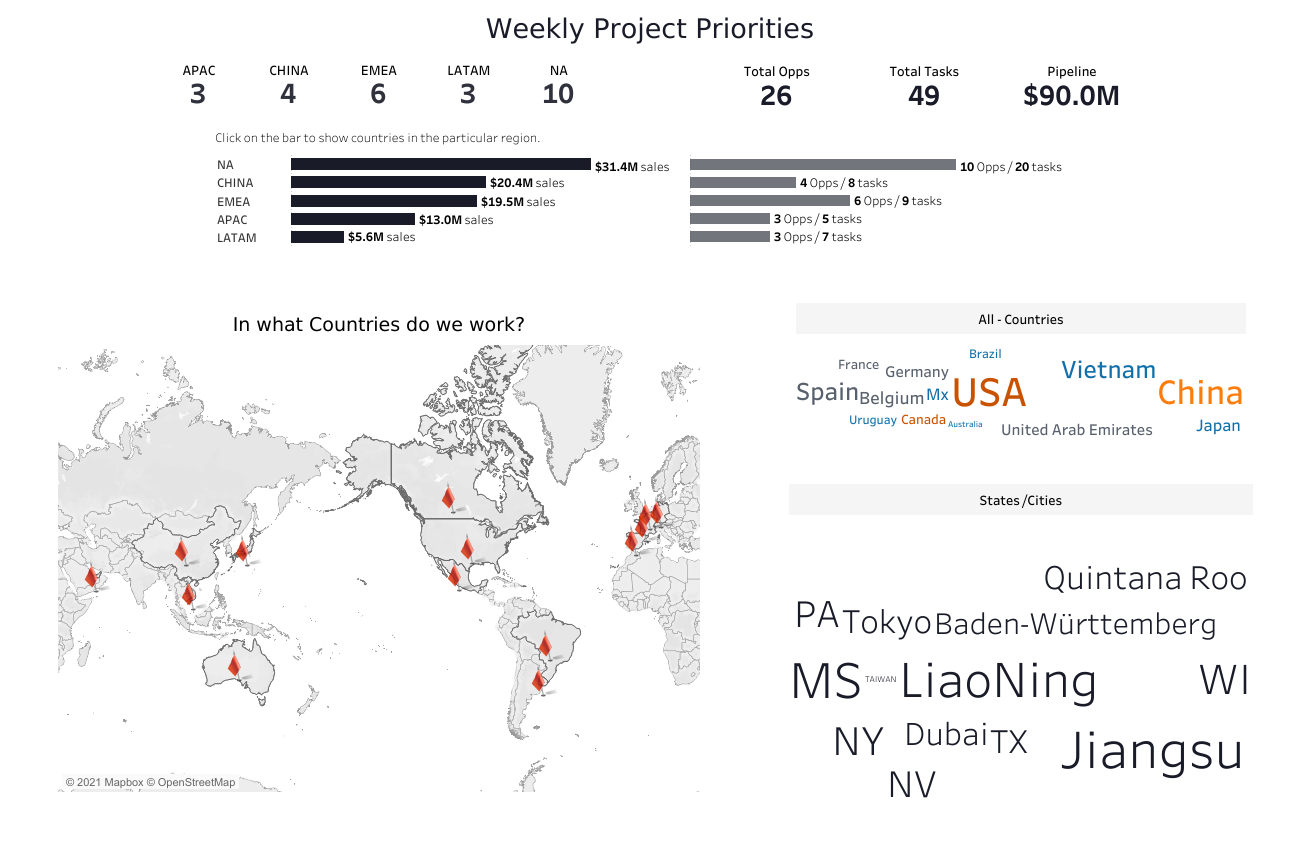 Weekly Project Priorities
APAC CHINA EMEA LATAM NA
3 4 6 3 10
Total Opps Total Tasks Pipeline
26 49 $90.0M
Click on the bar to show countries in the particular region.
NA $31.4M sales 10 Opps / 20 tasks
CHINA $20.4M sales 4 Opps / 8 tasks
EMEA $19.5M sales 6 Opps / 9 tasks
APAC $13.0M sales 3 Opps / 5 tasks
LATAM $5.6M sales 3 Opps / 7 tasks
In what Countries do we work?
© 2021 Mapbox © OpenStreetMap
All - Countries
Brazil
France Germany Vietnam
Spain Belgium Mx USA China
Uruguay Canada Australia United Arab Emirates Japan
States /Cities
Quintana Roo
PA Tokyo Baden-Württemberg
MS TAIWAN LiaoNing WI
NY Dubai TX Jiangsu
NV